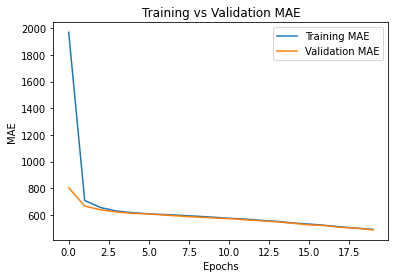 Training vs Validation MAE
Training MAE
Validation MAE
2000
1800
1600
1400
1200
1000
800
600
MAE
0.0 2.5 5.0 7.5 10.0 12.5 15.0 17.5
Epochs